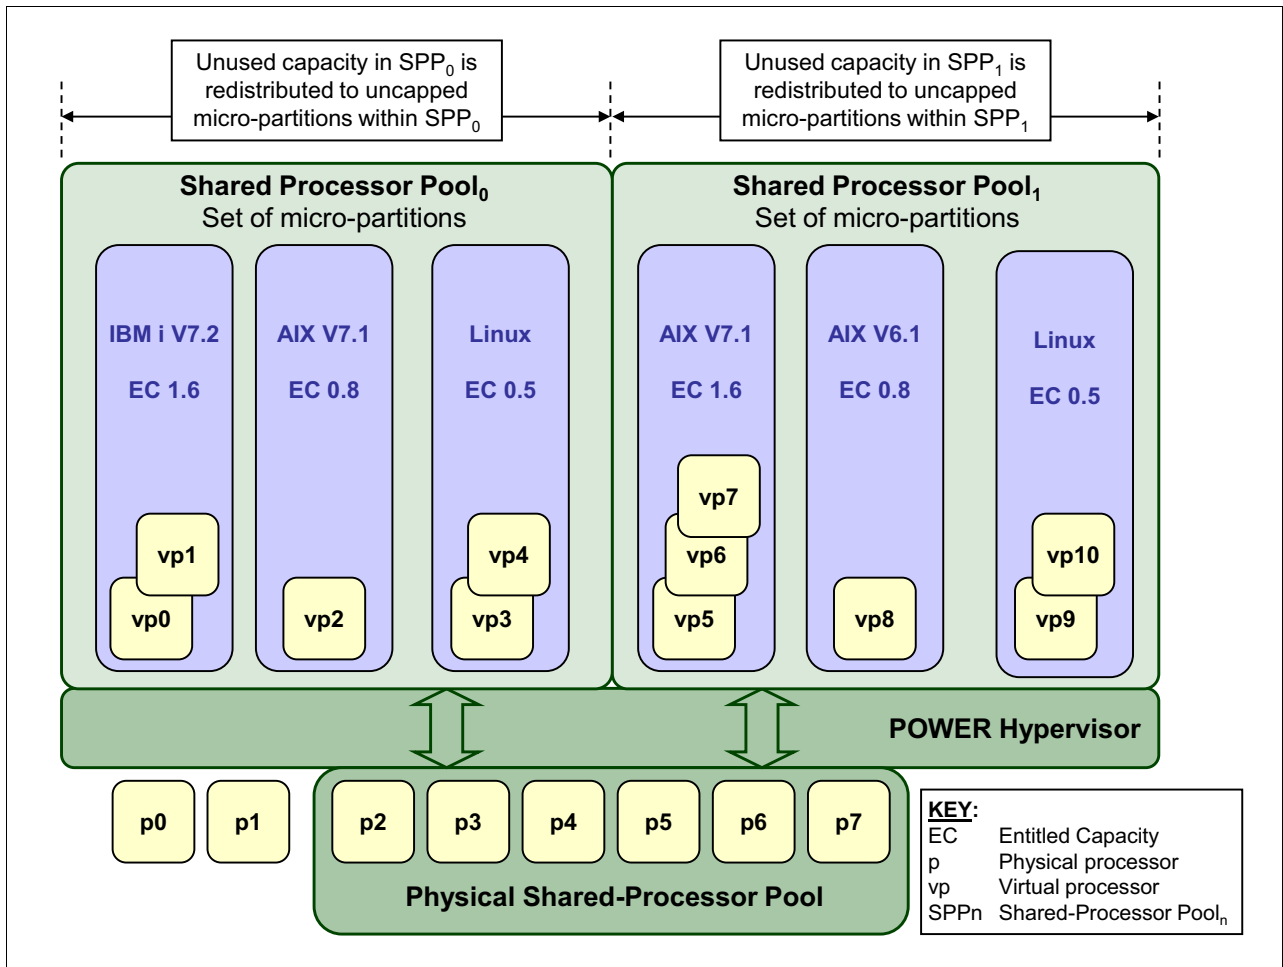 Unused capacity in SPP0 is
redistributed to uncapped
micro-partitions within SPP0
Unused capacity in SPP1 is
redistributed to uncapped
micro-partitions within SPP1
Shared Processor Pool0
Set of micro-partitions
Shared Processor Pool1
Set of micro-partitions
IBM i V7.2
EC 1.6
vp1
vp0
AIX V7.1
EC 0.8
vp2
Linux
EC 0.5
vp4
vp3
AIX V7.1
EC 1.6
vp7
vp6
vp5
AIX V6.1
EC 0.8
vp8
Linux
EC 0.5
vp10
vp9
POWER Hypervisor
p0
p1
p2
p3
p4
p5
p6
p7
Physical Shared-Processor Pool
KEY:
EC Entitled Capacity
p Physical processor
vp Virtual processor
SPPn Shared-Processor Pooln